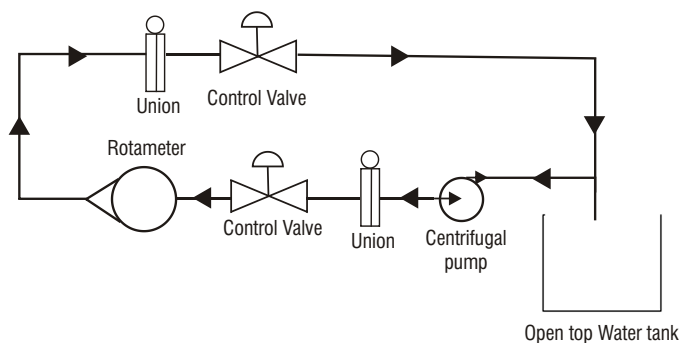 Union
Control Valve
Rotameter
Control Valve
Union
Centrifugal
pump
Open top Water tank